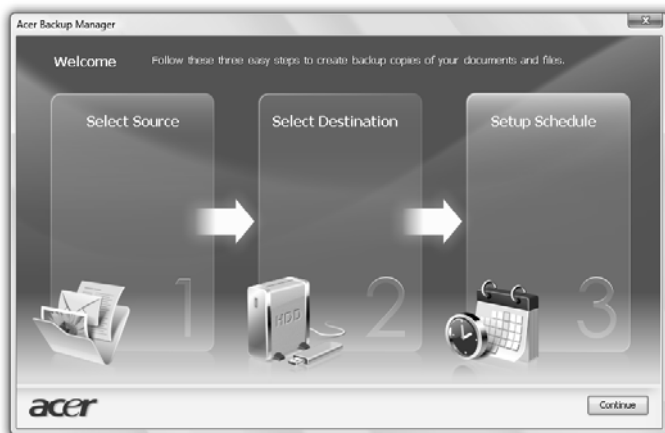 Acer Backup Manager
Welcome
Follow these three easy steps to create backup copies of your documents and files.
Select Source
Select Destination
Setup Schedule
1
HDD
2
3
acer
Continue